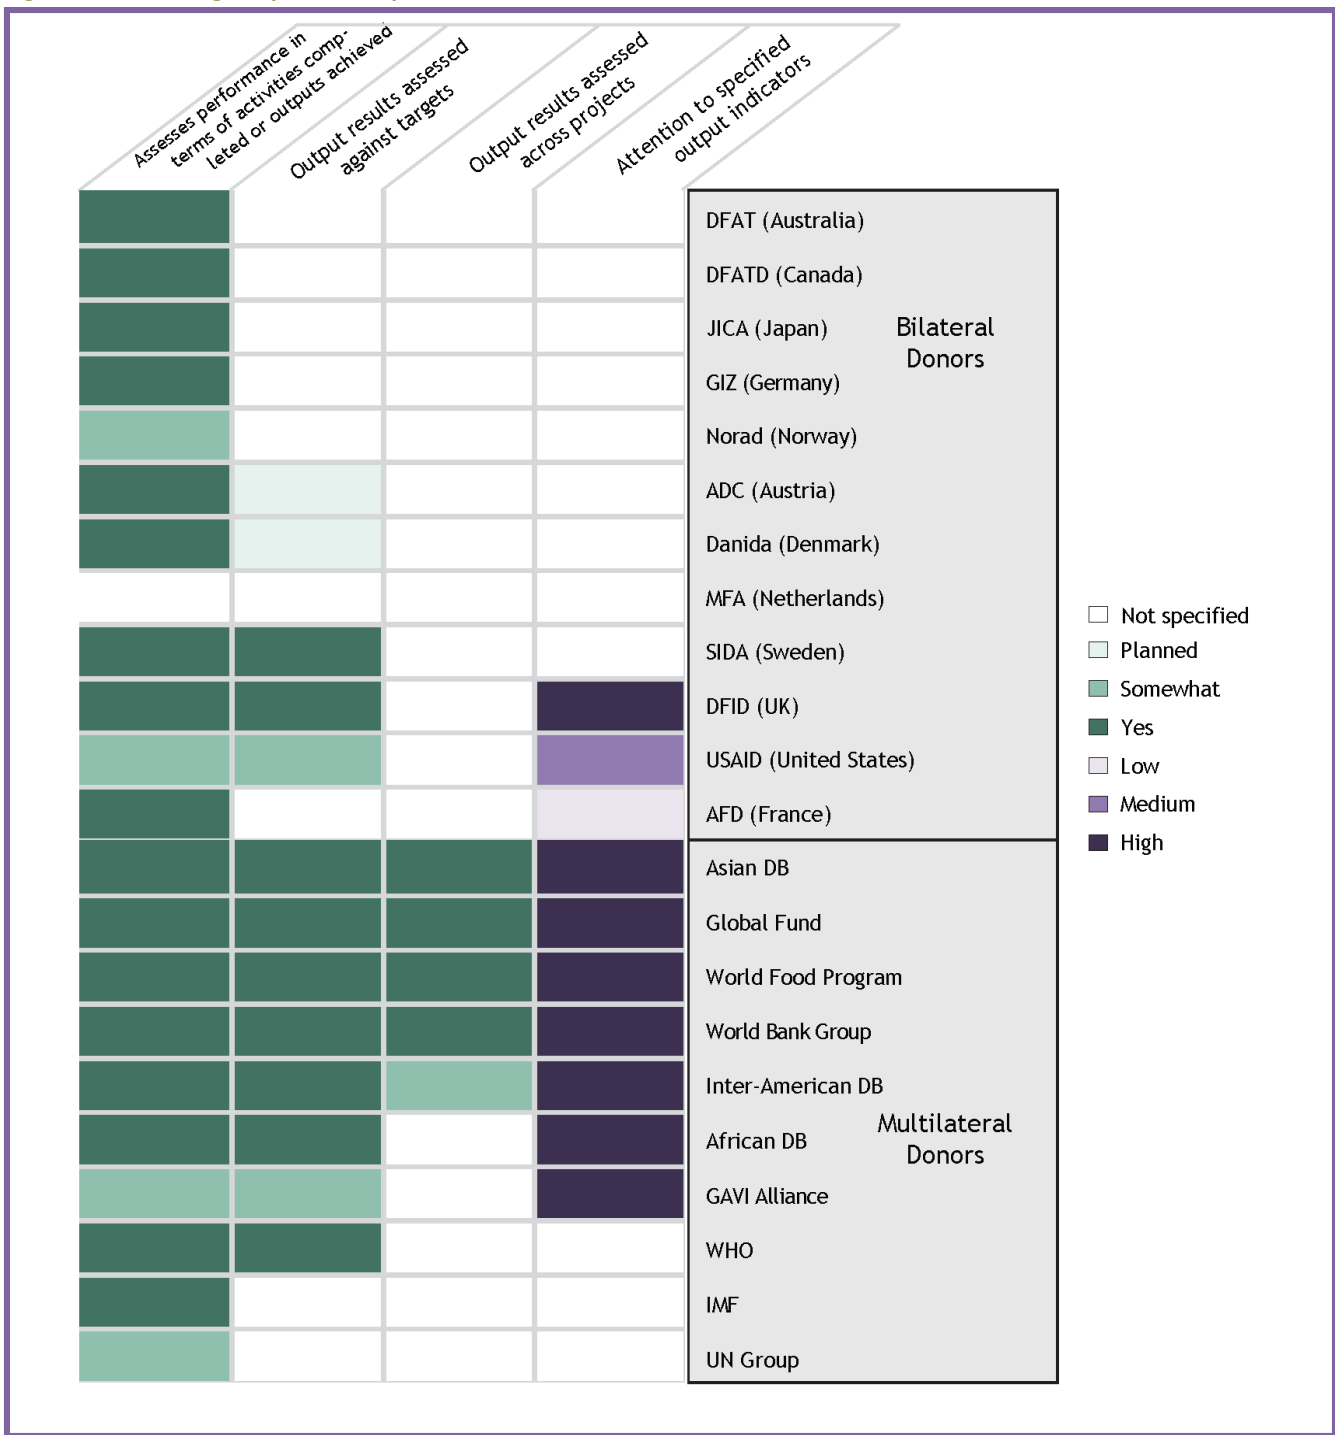 Assesses performance in
terms of activities comp-
leted or outputs achieved
Output results assessed
against targets
Output results assessed
across projects
Attention to specified
output indicators
DFAT (Australia)
DFATD (Canada)
JICA (Japan)
Bilateral
Donors
GIZ (Germany)
Norad (Norway)
ADC (Austria)
Danida (Denmark)
MFA (Netherlands)
SIDA (Sweden)
DFID (UK)
USAID (United States)
AFD (France)
Asian DB
Global Fund
World Food Program
World Bank Group
Inter-American DB
African DB
Multilateral
Donors
GAVI Alliance
WHO
IMF
UN Group
Not specified
Planned
Somewhat
Yes
Low
Medium
High